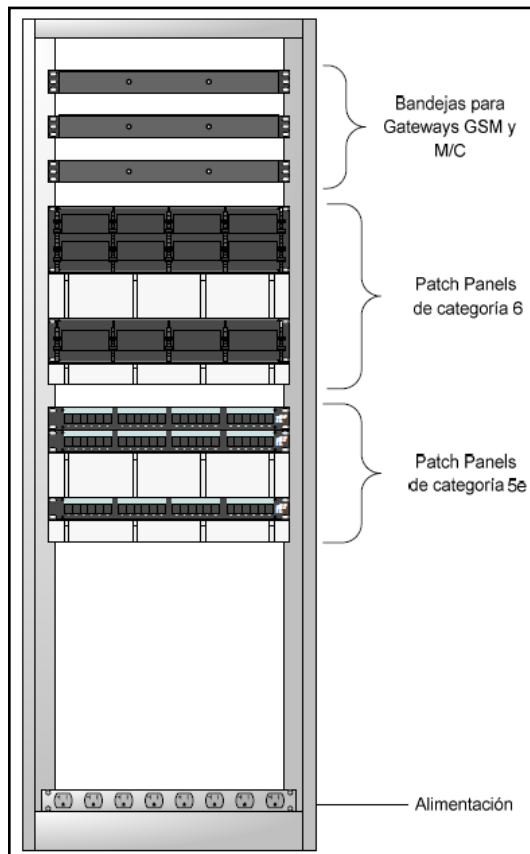 Bandejas para
Gateways GSM y
M/C
Patch Panels
de categoría 6
Patch Panels
de categoría 5e
Alimentación